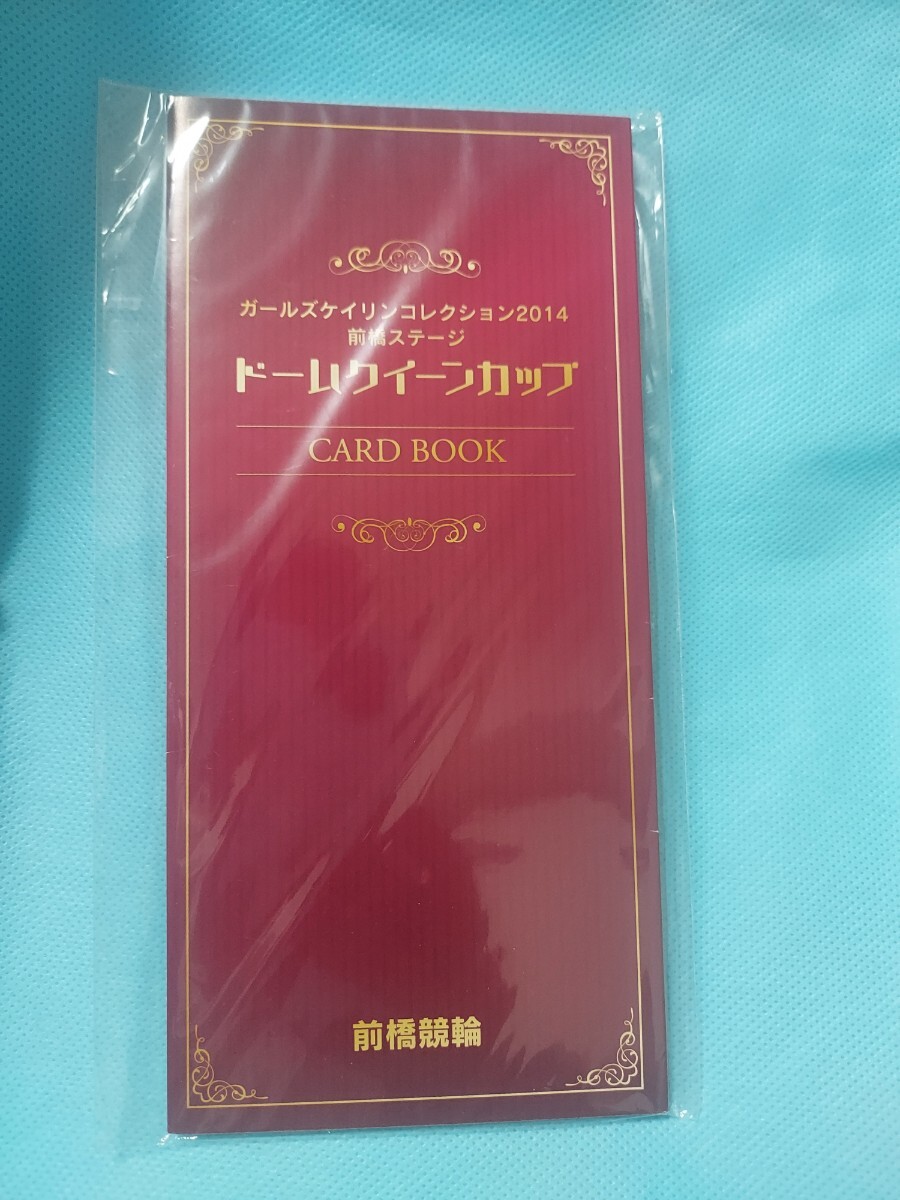 ガールズケイリンコレクション2014
前橋ステージ
ドームクイーンカップ
CARD BOOK
前橋競輪